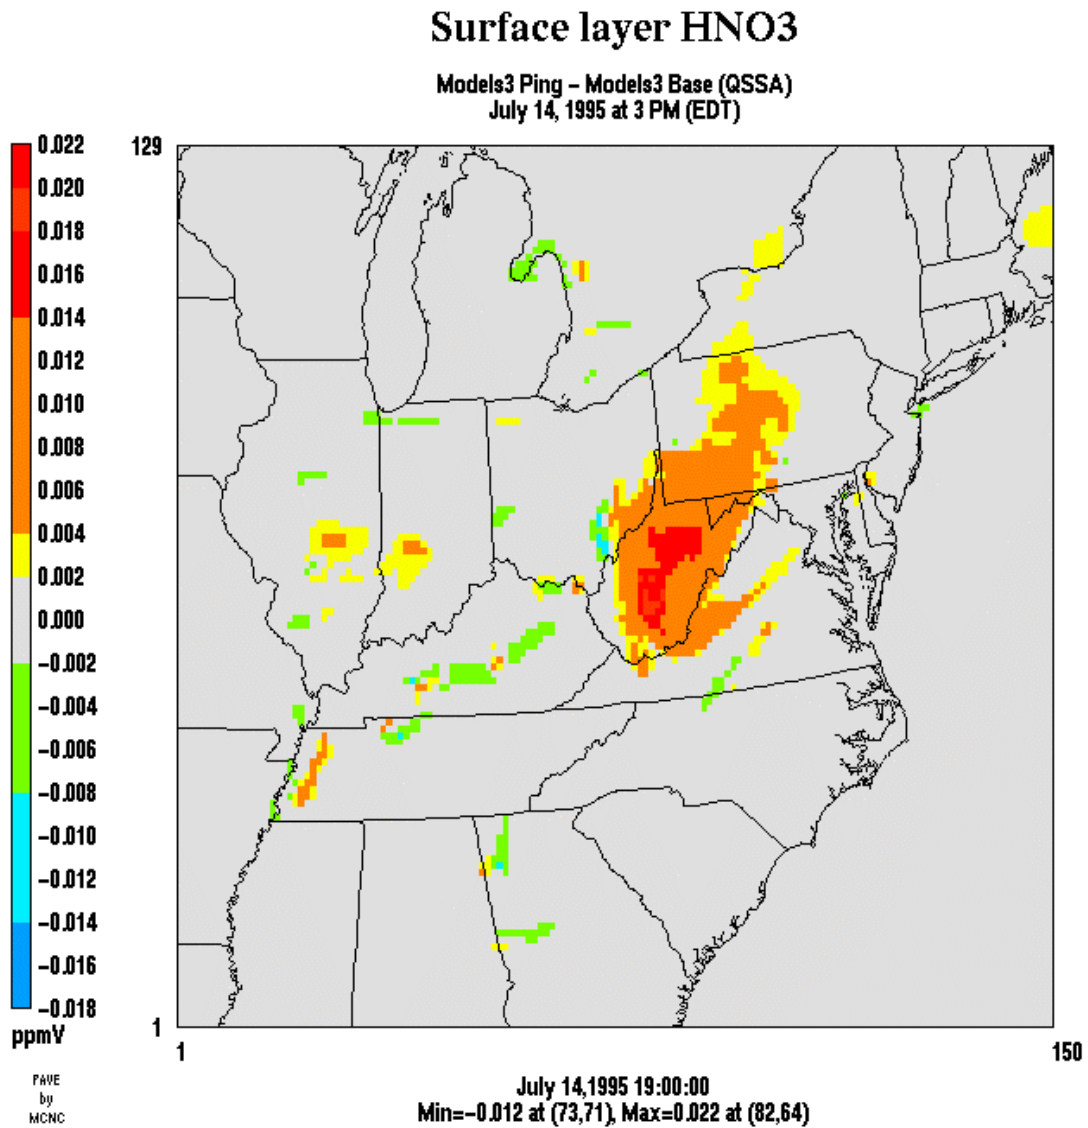 Surface layer HNO3
Models3 Ping – Models3 Base (QSSA)
July 14, 1995 at 3 PM (EDT)
0.022
0.020
0.018
0.016
0.014
0.012
0.010
0.008
0.006
0.004
0.002
0.000
–0.002
–0.004
–0.006
–0.008
–0.010
–0.012
–0.014
–0.016
–0.018
ppmV
129
1
1
150
PAVE
by
MCNC
July 14,1995 19:00:00
Min=–0.012 at (73,71), Max=0.022 at (82,64)